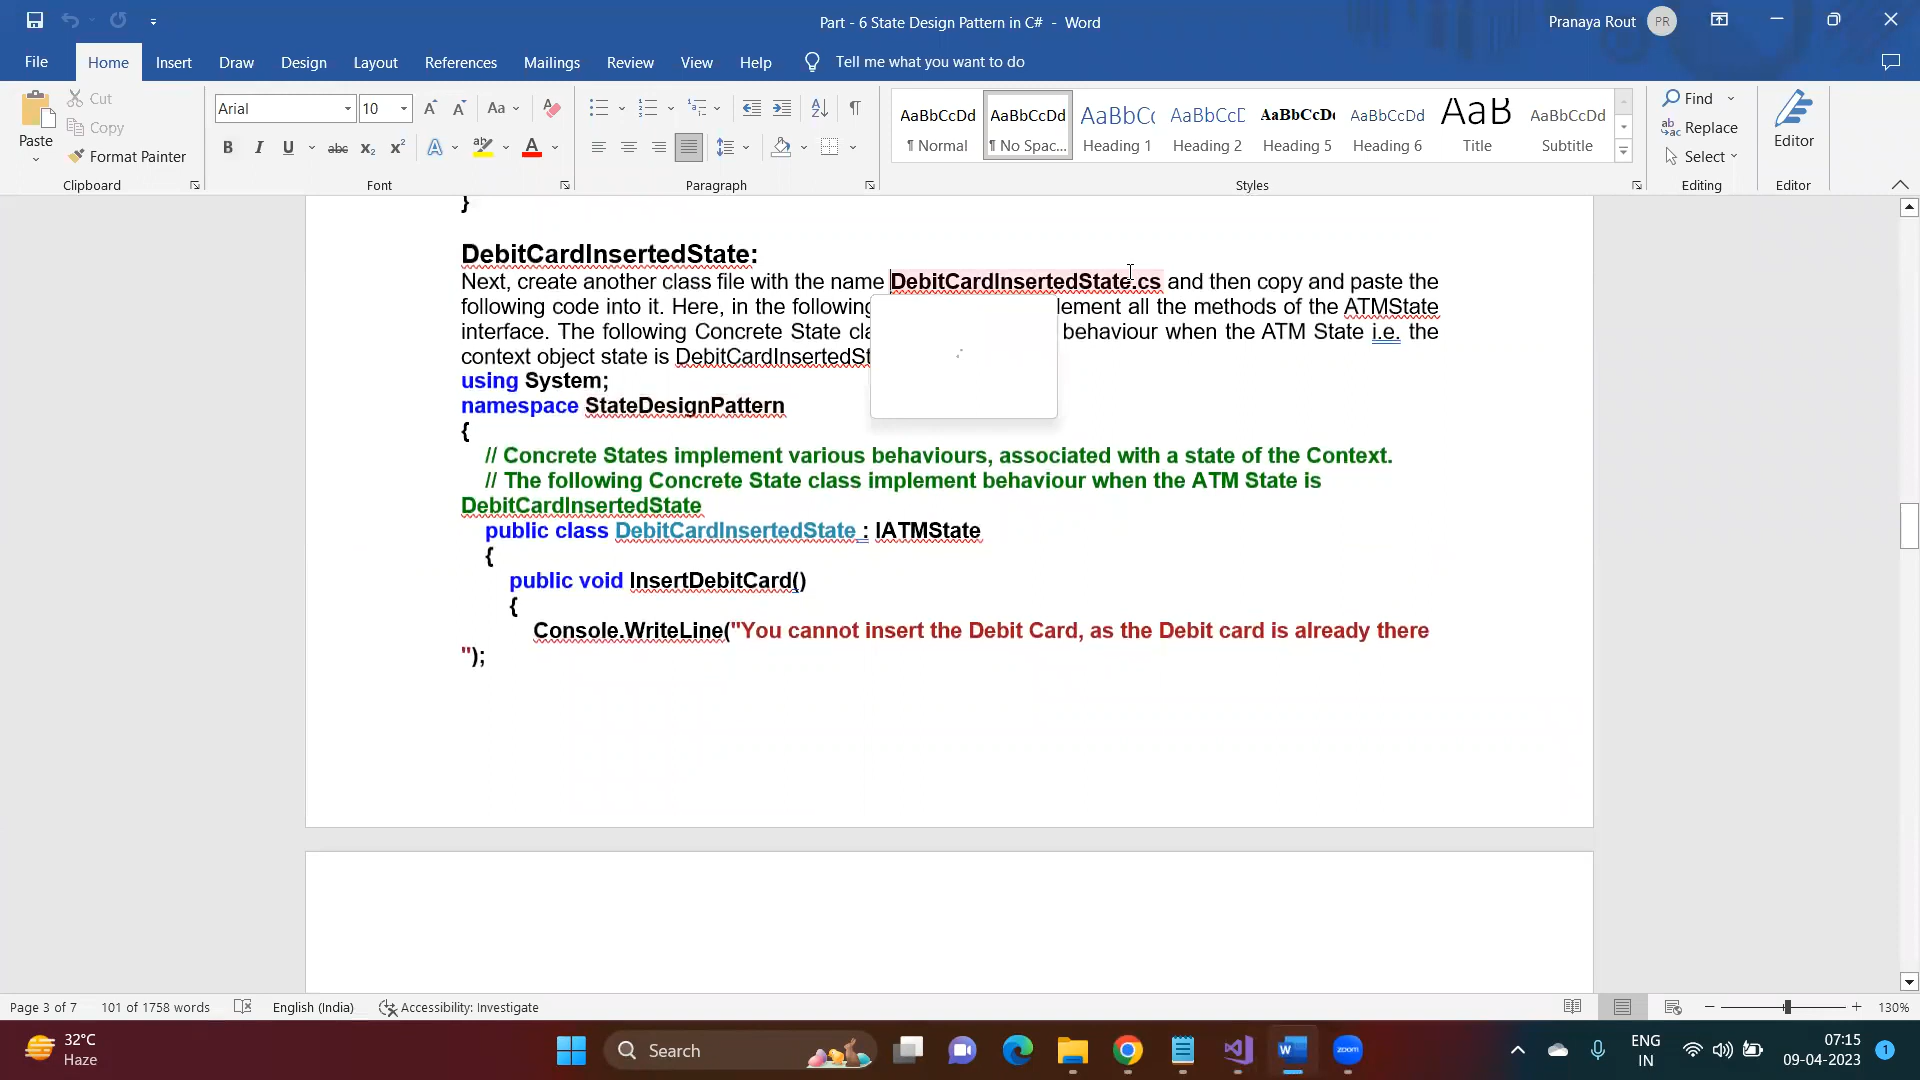 Part - 6 State Design Pattern in C# - Word
Pranaya Rout
PR
File
Home
Insert
Draw
Design
Layout
References
Mailings
Review
View
Help
Tell me what you want to do
Paste
Cut
Copy
Format Painter
Clipboard
Arial
10
Font
Paragraph
AaBbCcDd
¶ Normal
AaBbCcDd
¶ No Spac...
AaBbC
Heading 1
AaBbCcD
Heading 2
AaBbCcDd
Heading 5
AaBbCcDd
Heading 6
AaB
Title
AaBbCcDd
Subtitle
Styles
Find
Replace
Select
Editing
Editor
Editor
}
DebitCardInsertedState:
Next, create another class file with the name DebitCardInsertedState.cs and then copy and paste the
following code into it. Here, in the following lement all the methods of the ATMState
interface. The following Concrete State cla behaviour when the ATM State i.e. the
context object state is DebitCardInsertedSt
using System;
namespace StateDesignPattern
{
// Concrete States implement various behaviours, associated with a state of the Context.
// The following Concrete State class implement behaviour when the ATM State is
DebitCardInsertedState
public class DebitCardInsertedState : IATMState
{
public void InsertDebitCard()
{
Console.WriteLine("You cannot insert the Debit Card, as the Debit card is already there
");
Page 3 of 7
101 of 1758 words
English (India)
Accessibility: Investigate
130%
32°C
Haze
Search
zoom
ENG
IN
07:15
09-04-2023
1